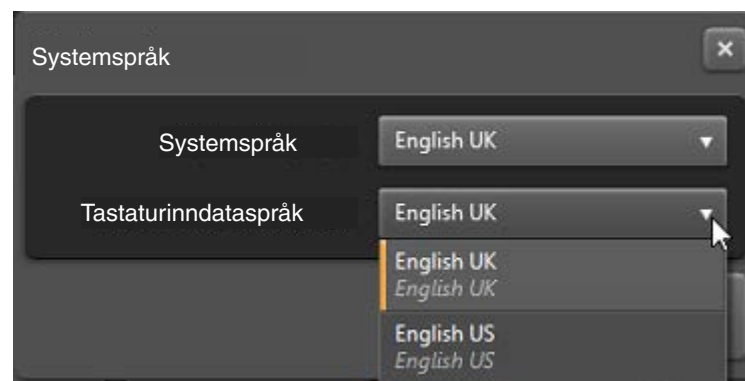 Systemspråk
Systemspråk English UK
Tastaturinndataspråk English UK
English UK
English UK
English US
English US